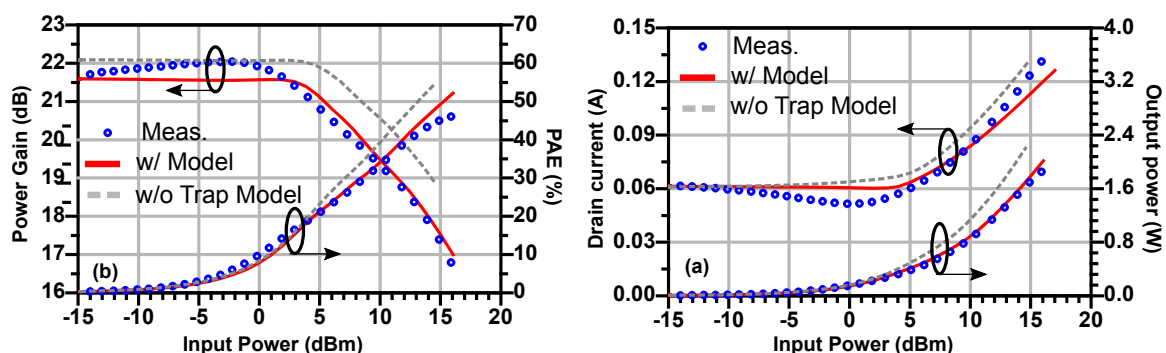 Power Gain (dB)
23
22
21
20
19
18
17
16
Meas.
w/ Model
w/o Trap Model
(b)
70
60
50
40
30
20
10
0
PAE (%)
-15 -10 -5 0 5 10 15 20
Input Power (dBm)
Drain current (A)
0.15
0.12
0.09
0.06
0.03
0.00
Meas.
w/ Model
w/o Trap Model
(a)
4.0
3.2
2.4
1.6
0.8
0.0
Output power (W)
-15 -10 -5 0 5 10 15 20
Input Power (dBm)